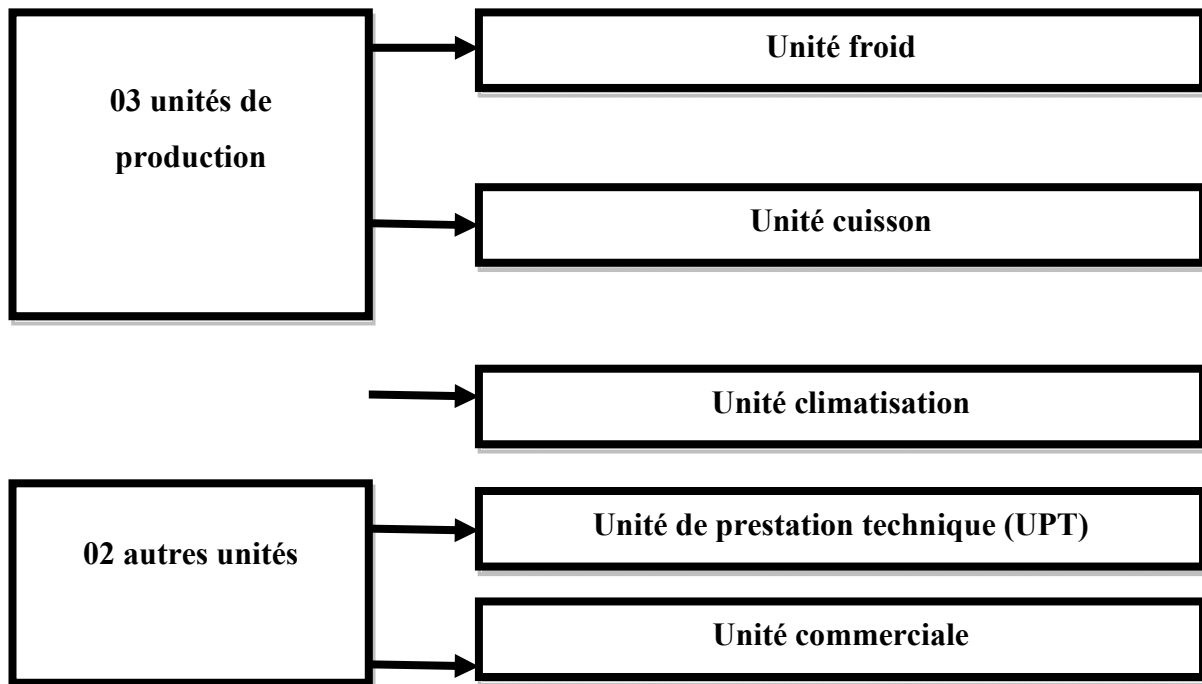 03 unités de
production
Unité froid
Unité cuisson
Unité climatisation
02 autres unités
Unité de prestation technique (UPT)
Unité commerciale